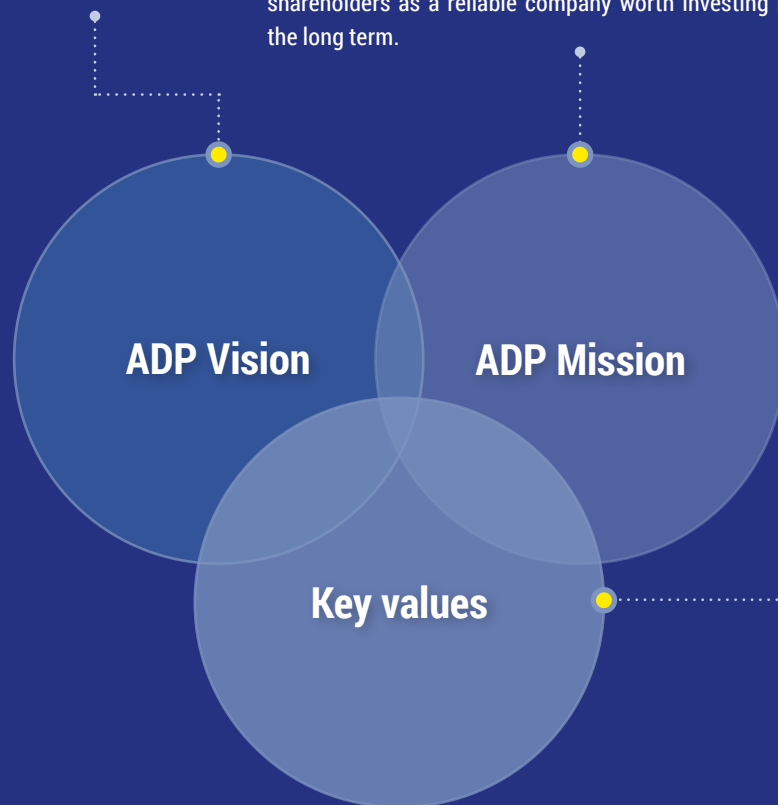 shareholders as a reliable company worth investing
the long term.
ADP Vision
ADP Mission
Key values